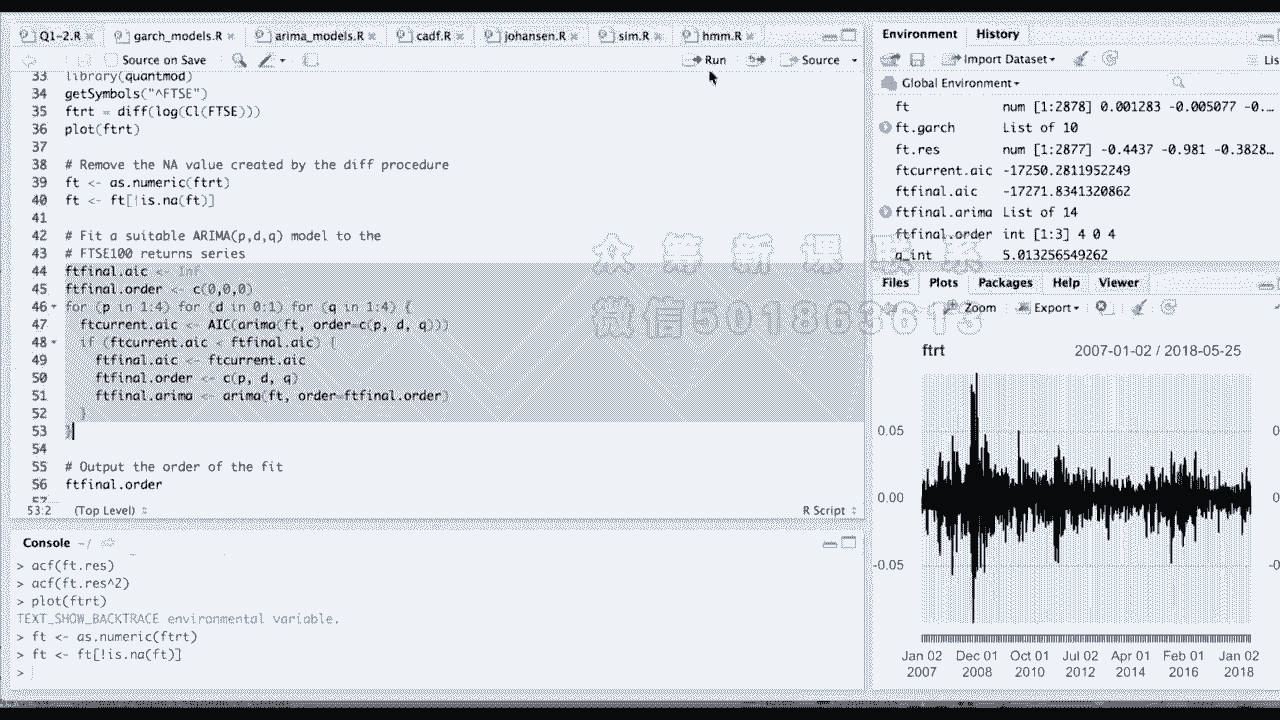 Q1-2.R garch_models.R arima_models.R cadf.R johansen.R sim.R hmm.R
Source on Save Run Source
33 library(quantmod)
34 getSymbols("^FTSE")
35 ftrt = diff(log(Cl(FTSE)))
36 plot(ftrt)
37
38 # Remove the NA value created by the diff procedure
39 ft <- as.numeric(ftrt)
40 ft <- ft[!is.na(ft)]
41
42 # Fit a suitable ARIMA(p,d,q) model to the
43 # FTSE100 returns series
44 ftfinal.aic <- Inf
45 ftfinal.order <- c(0,0,0)
46 for (p in 1:4) for (d in 0:1) for (q in 1:4) {
47 ftcurrent.aic <- AIC(arima(ft, order=c(p, d, q)))
48 if (ftcurrent.aic < ftfinal.aic) {
49 ftfinal.aic <- ftcurrent.aic
50 ftfinal.order <- c(p, d, q)
51 ftfinal.arima <- arima(ft, order=ftfinal.order)
52 }
53 }
54
55 # Output the order of the fit
56 ftfinal.order
57
53:2 (Top Level) R Script
Console ~/
> acf(ft.res)
> acf(ft.res^2)
> plot(ftrt)
TEXT_SHOW_BACKTRACE environmental variable.
> ft <- as.numeric(ftrt)
> ft <- ft[!is.na(ft)]
>
Environment History
Import Dataset Lis
Global Environment
ft num [1:2878] 0.001283 -0.005077 -0...
ft.garch List of 10
ft.res num [1:2877] -0.4437 -0.981 -0.3828...
ftcurrent.aic -17250.2811952249
ftfinal.aic -17271.8341320862
ftfinal.arima List of 14
ftfinal.order int [1:3] 4 0 4
q_int 5.013256549262
Files Plots Packages Help Viewer
Zoom Export
ftrt 2007-01-02 / 2018-05-25
0.05
0.00
-0.05
Jan 02 Dec 01 Oct 01 Jul 02 Apr 01 Feb 01 Jan 02
2007 2008 2010 2012 2014 2016 2018
微信901863613